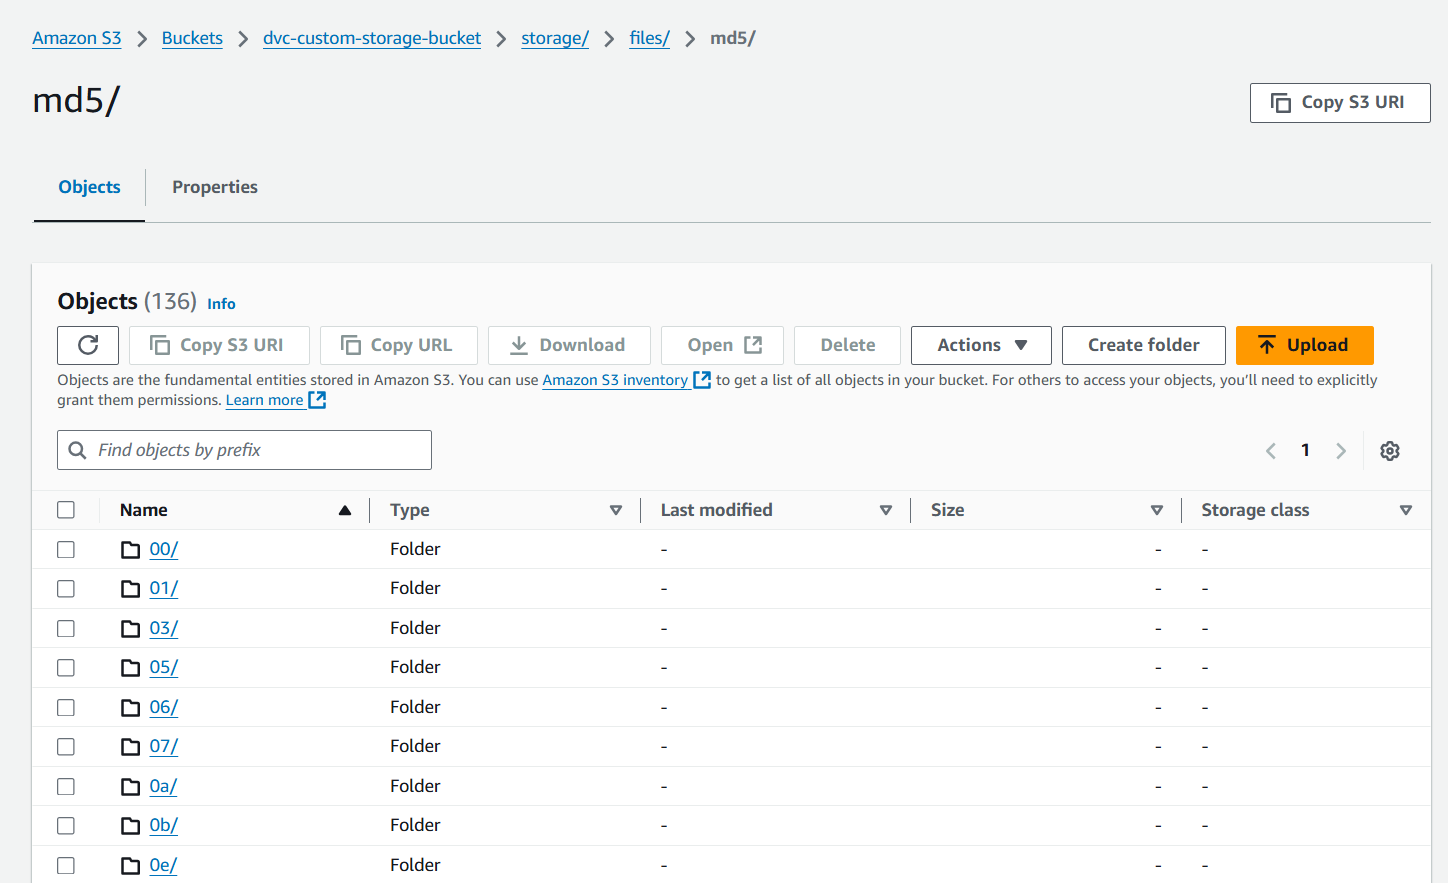 Amazon S3 > Buckets > dvc-custom-storage-bucket > storage/ > files/ > md5/
md5/
Copy S3 URI
Objects
Properties
Objects (136) Info
Copy S3 URI
Copy URL
Download
Open
Delete
Actions
Create folder
Upload
Objects are the fundamental entities stored in Amazon S3. You can use Amazon S3 inventory to get a list of all objects in your bucket. For others to access your objects, you'll need to explicitly
grant them permissions. Learn more
Find objects by prefix
1
Name Type Last modified Size Storage class
00/ Folder - - -
01/ Folder - - -
03/ Folder - - -
05/ Folder - - -
06/ Folder - - -
07/ Folder - - -
0a/ Folder - - -
0b/ Folder - - -
0e/ Folder - - -